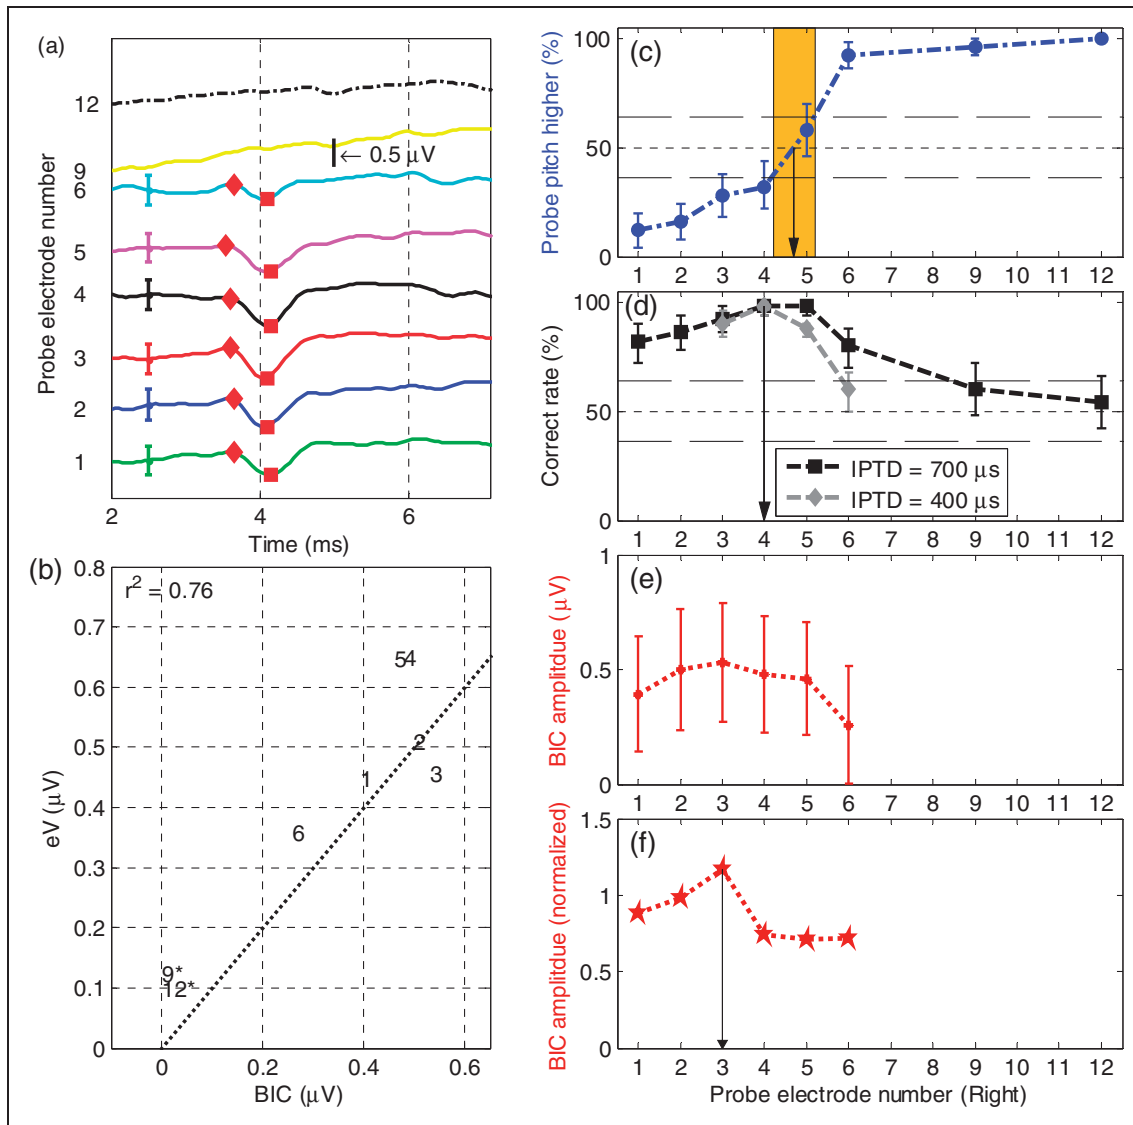 (a)
Probe electrode number
12
9
6
5
4
3
2
1
← 0.5 μV
2 4 6
Time (ms)
(b)
r² = 0.76
eV (μV)
0.8
0.7
0.6
0.5
0.4
0.3
0.2
0.1
0
54
2
3
1
6
9*
12*
0 0.2 0.4 0.6
BIC (μV)
(c)
Probe pitch higher (%)
100
50
0
1 2 3 4 5 6 7 8 9 10 11 12
(d)
Correct rate (%)
100
50
0
IPTD = 700 μs
IPTD = 400 μs
1 2 3 4 5 6 7 8 9 10 11 12
(e)
BIC amplitdue (μV)
1
0.5
0
1 2 3 4 5 6 7 8 9 10 11 12
(f)
BIC amplitdue (normalized)
1.5
1
0.5
0
1 2 3 4 5 6 7 8 9 10 11 12
Probe electrode number (Right)